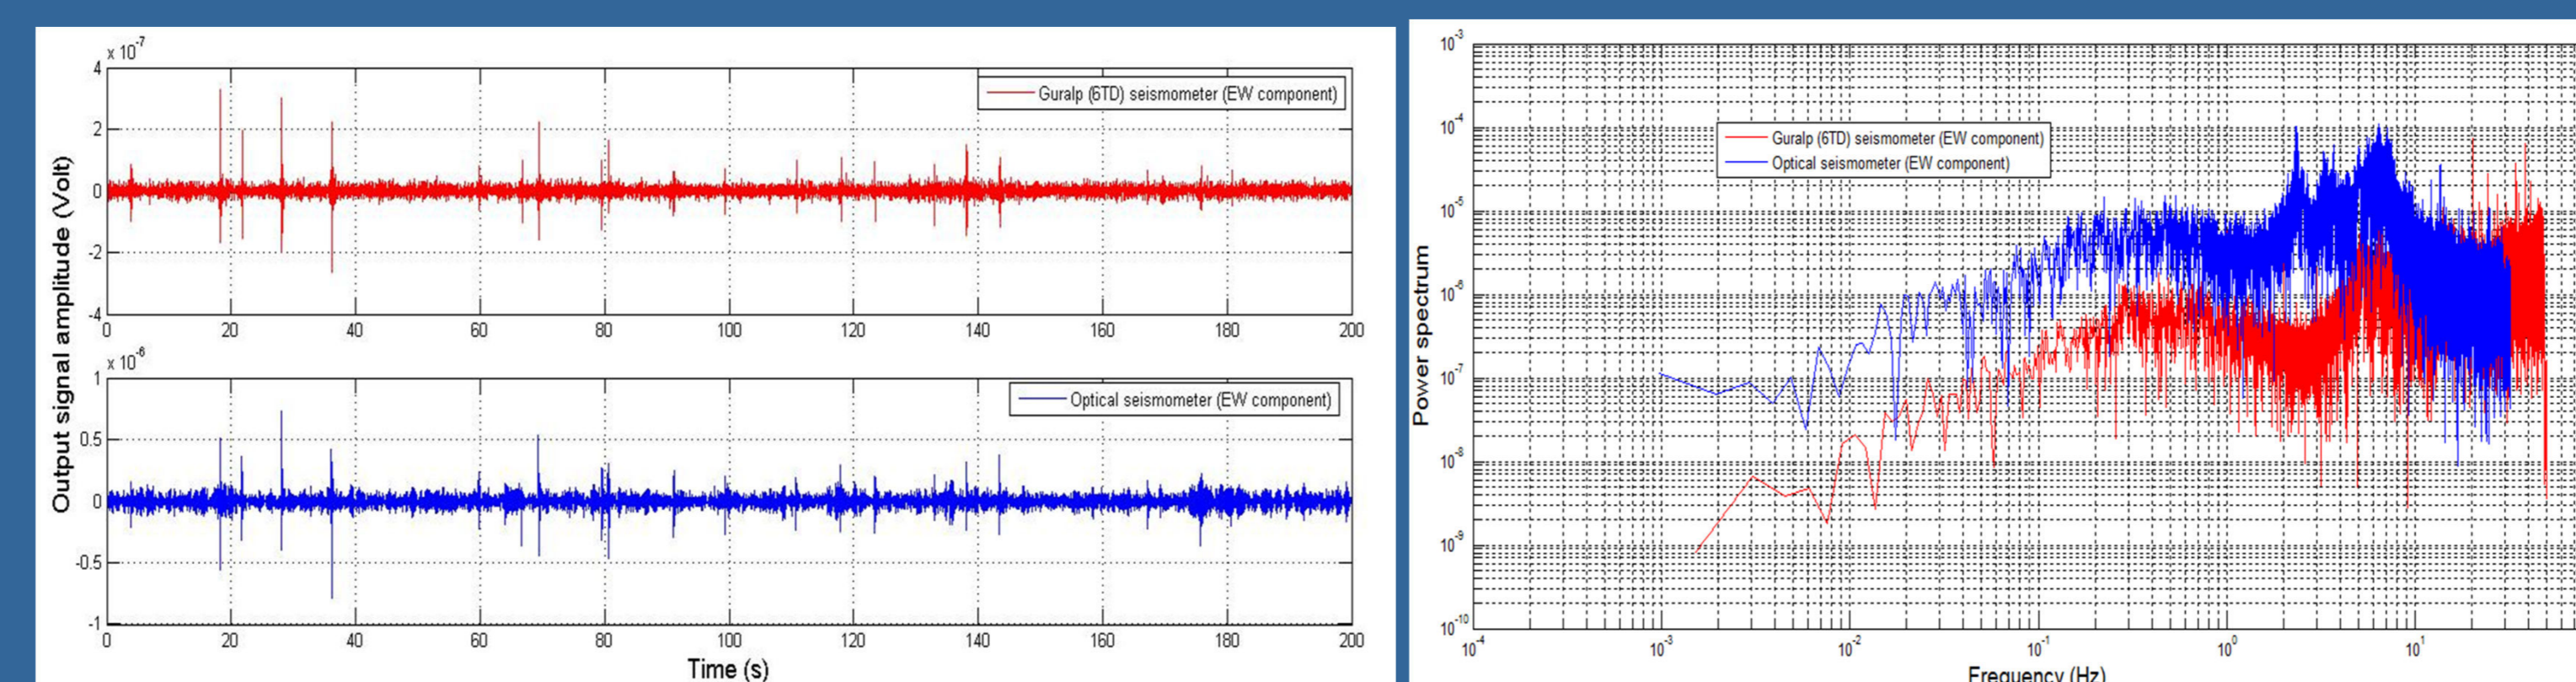 x 10^-7
4
2
0
-2
-4
Guralp (6TD) seismometer (EW component)
0 20 40 60 80 100 120 140 160 180 200
Output signal amplitude (Volt)
x 10^-6
1
0.5
0
-0.5
-1
Optical seismometer (EW component)
0 20 40 60 80 100 120 140 160 180 200
Time (s)
10^-3
10^-4
10^-5
10^-6
10^-7
10^-8
10^-9
10^-10
Power spectrum
Guralp (6TD) seismometer (EW component)
Optical seismometer (EW component)
10^-4 10^-3 10^-2 10^-1 10^0 10^1
Frequency (Hz)